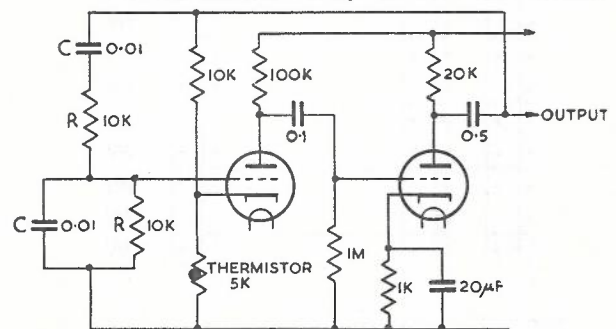 C 0·01
10K
100K
20K
R 10K
0·1
0·5
OUTPUT
C 0·01
R 10K
THERMISTOR
5K
1M
1K
20μF